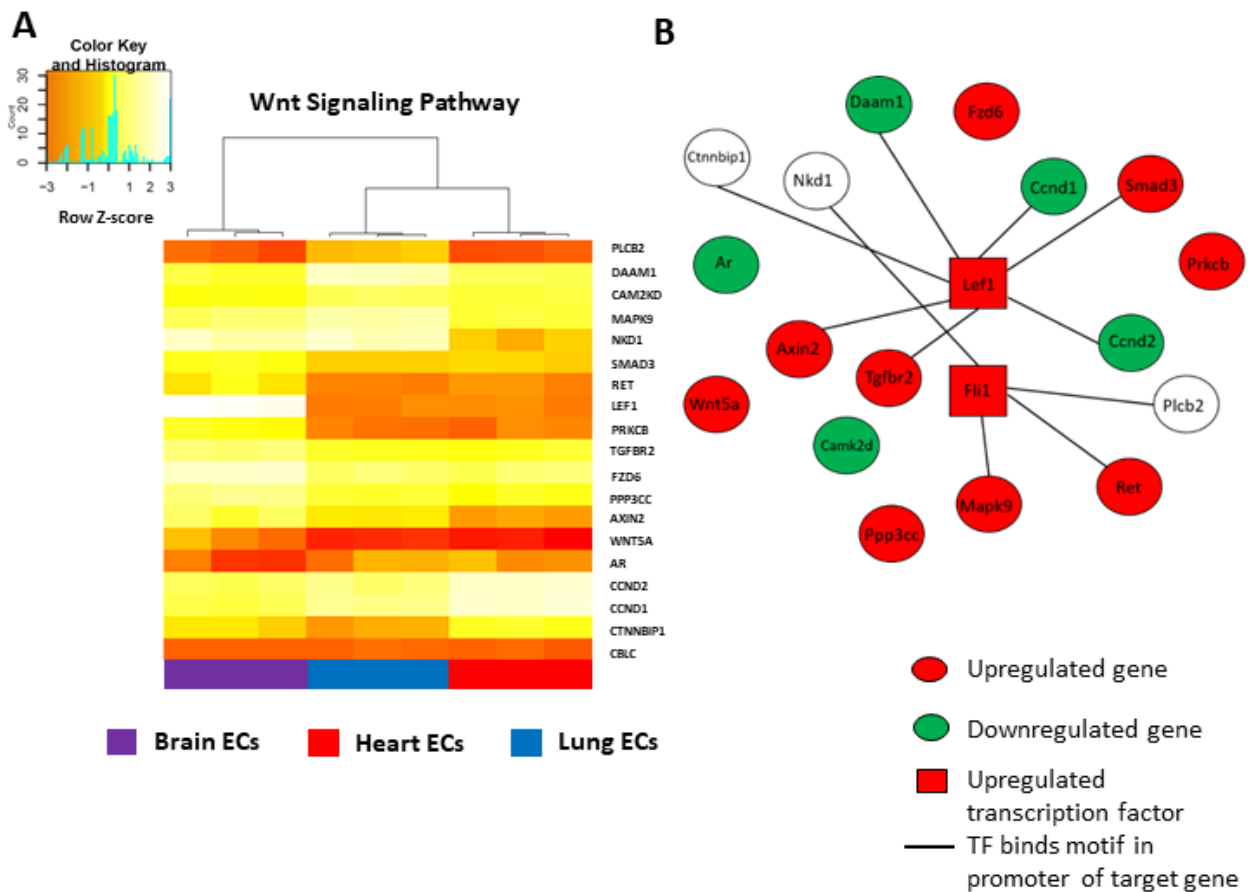 A
Color Key
and Histogram
Count
0 10 20 30
−3 −1 1 2 3
Row Z-score
Wnt Signaling Pathway
PLCB2
DAAM1
CAM2KD
MAPK9
NKD1
SMAD3
RET
LEF1
PRKCB
TGFBR2
FZD6
PPP3CC
AXIN2
WNT5A
AR
CCND2
CCND1
CTNNBIP1
CBLC
Brain ECs
Heart ECs
Lung ECs
B
Daam1
Fzd6
Ctnnbip1
Nkd1
Ccnd1
Smad3
Ar
Prkcb
Lef1
Axin2
Ccnd2
Tgfbr2
Fli1
Wnt5a
Plcb2
Camk2d
Mapk9
Ret
Ppp3cc
Upregulated gene
Downregulated gene
Upregulated
transcription factor
TF binds motif in
promoter of target gene